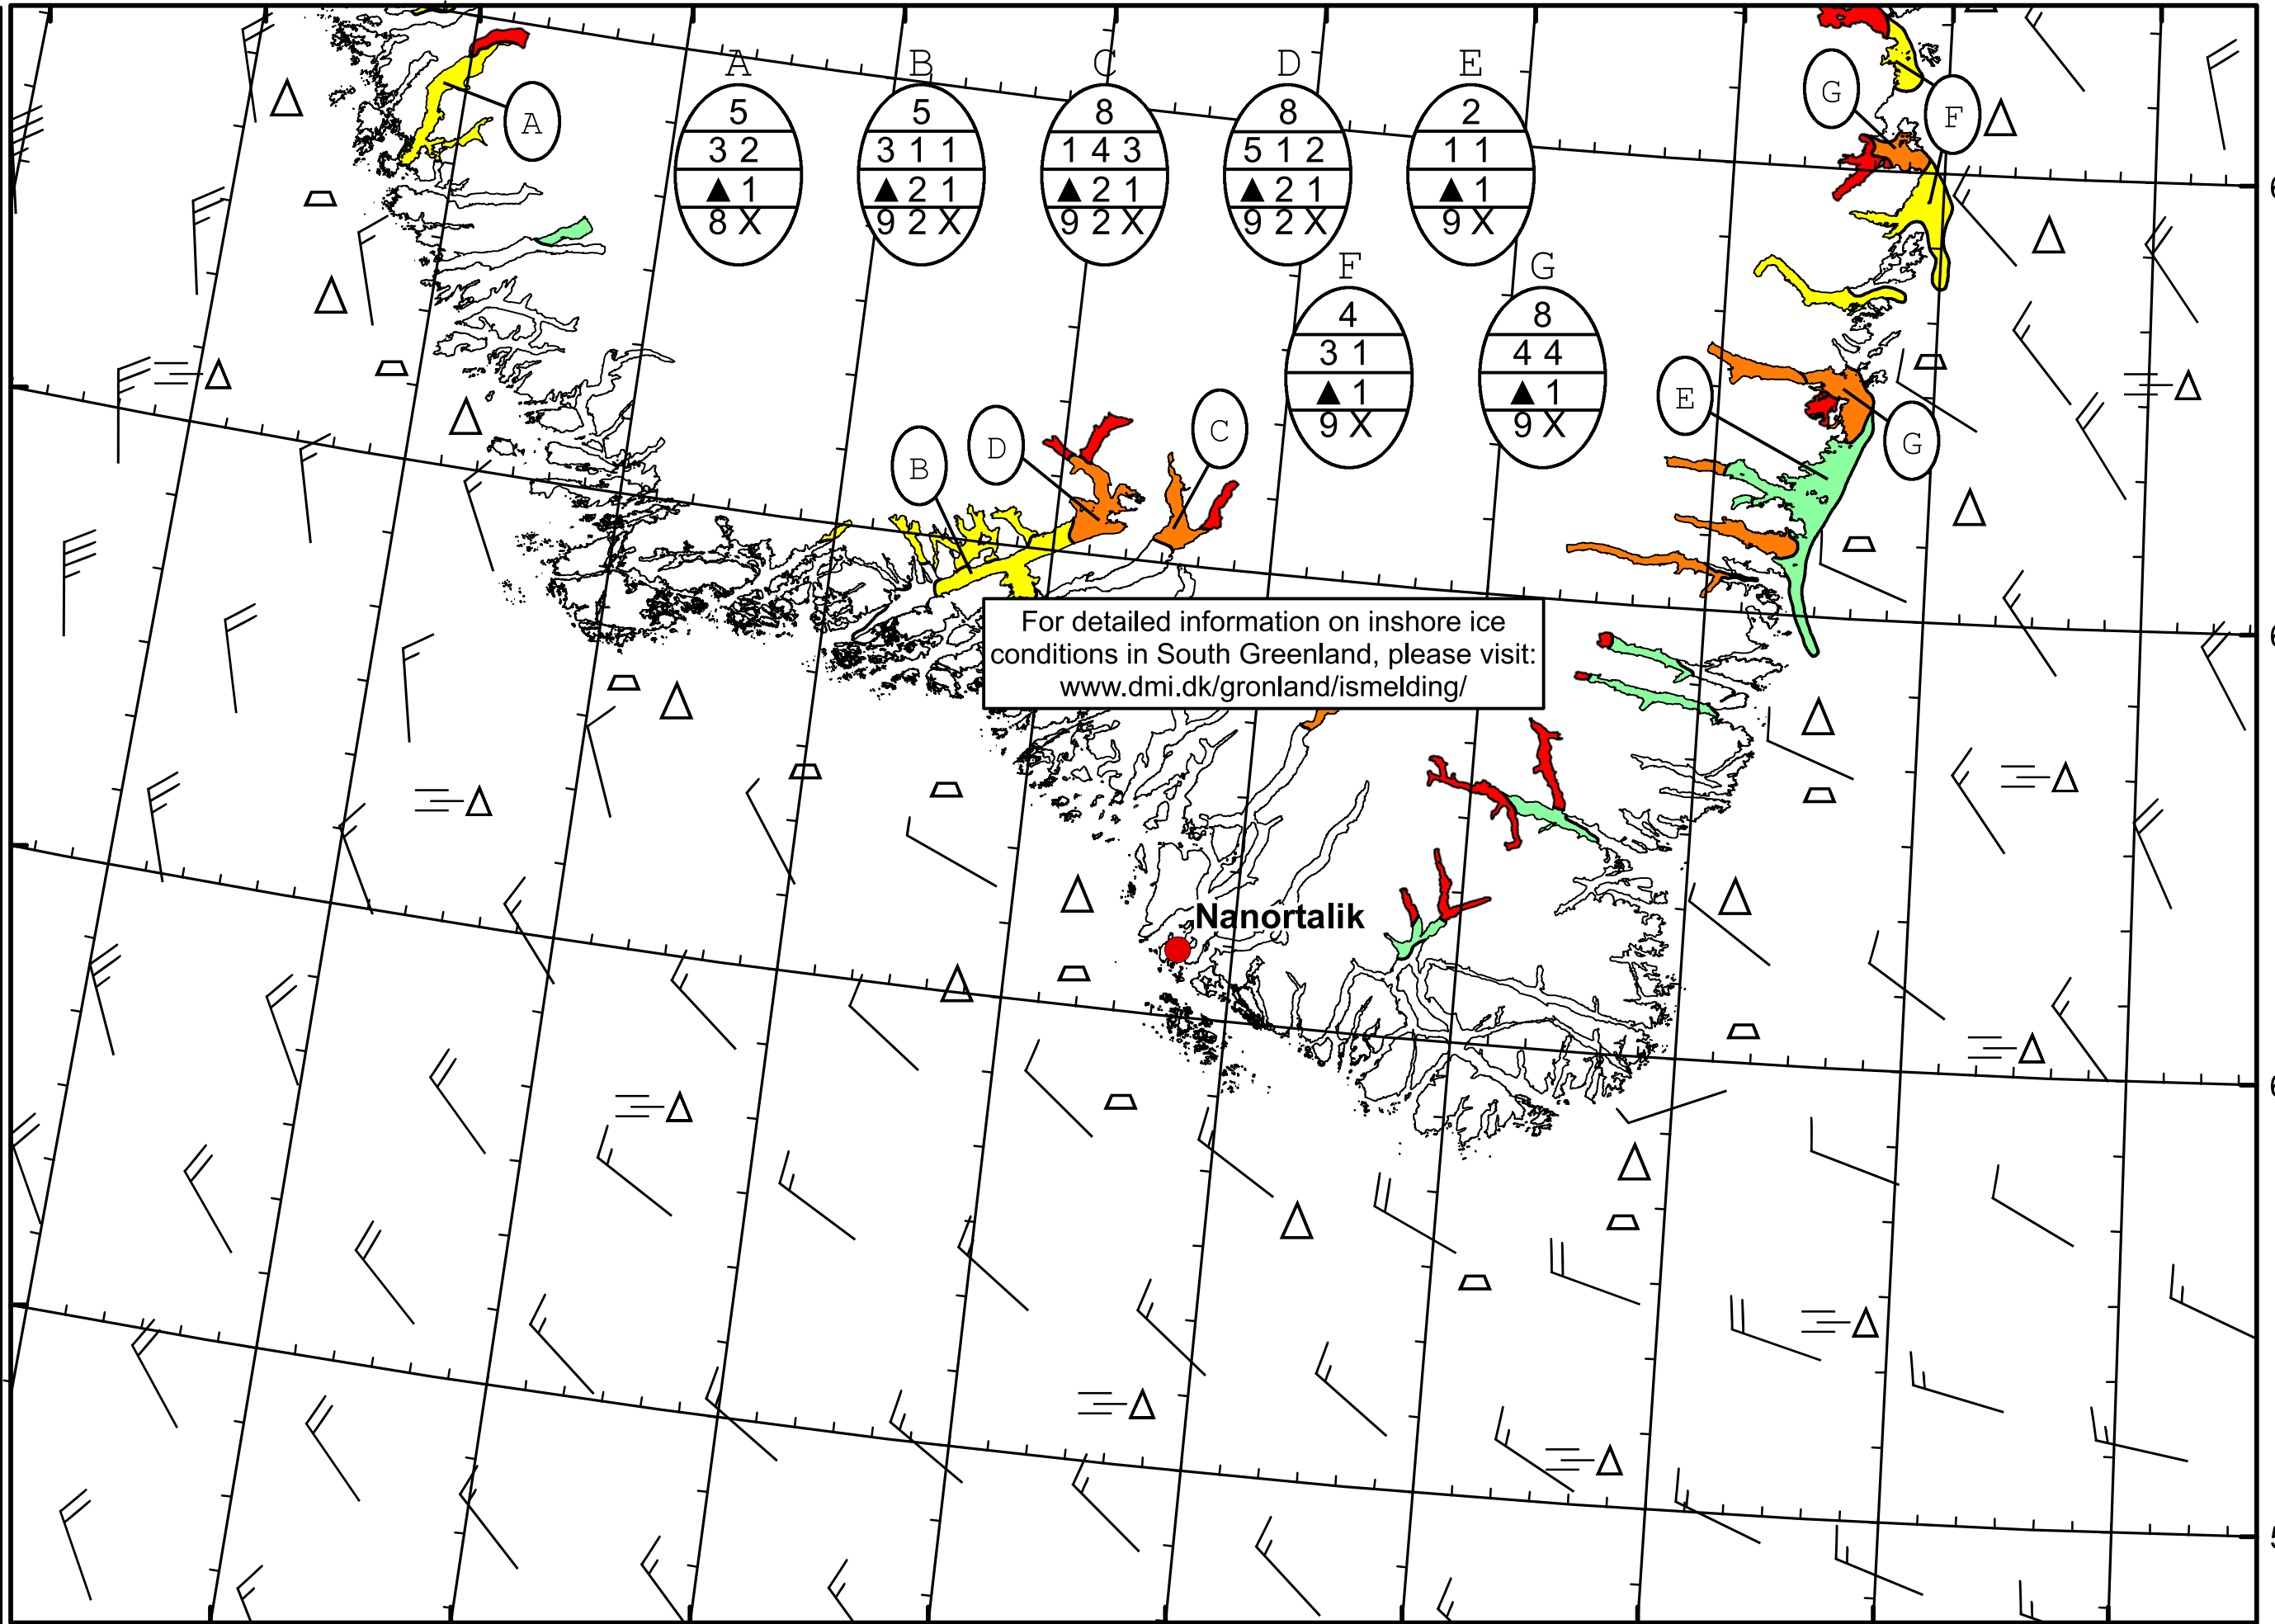 A B C D E
5 5 8 8 2
3 2 3 1 1 1 4 3 5 1 2 1 1
▲ 1 ▲ 2 1 ▲ 2 1 ▲ 2 1 ▲ 1
8 X 9 2 X 9 2 X 9 2 X 9 X
F G
4 8
3 1 4 4
▲ 1 ▲ 1
9 X 9 X
A
G
F
E
G
B
D
C
For detailed information on inshore ice
conditions in South Greenland, please visit:
www.dmi.dk/gronland/ismelding/
Nanortalik